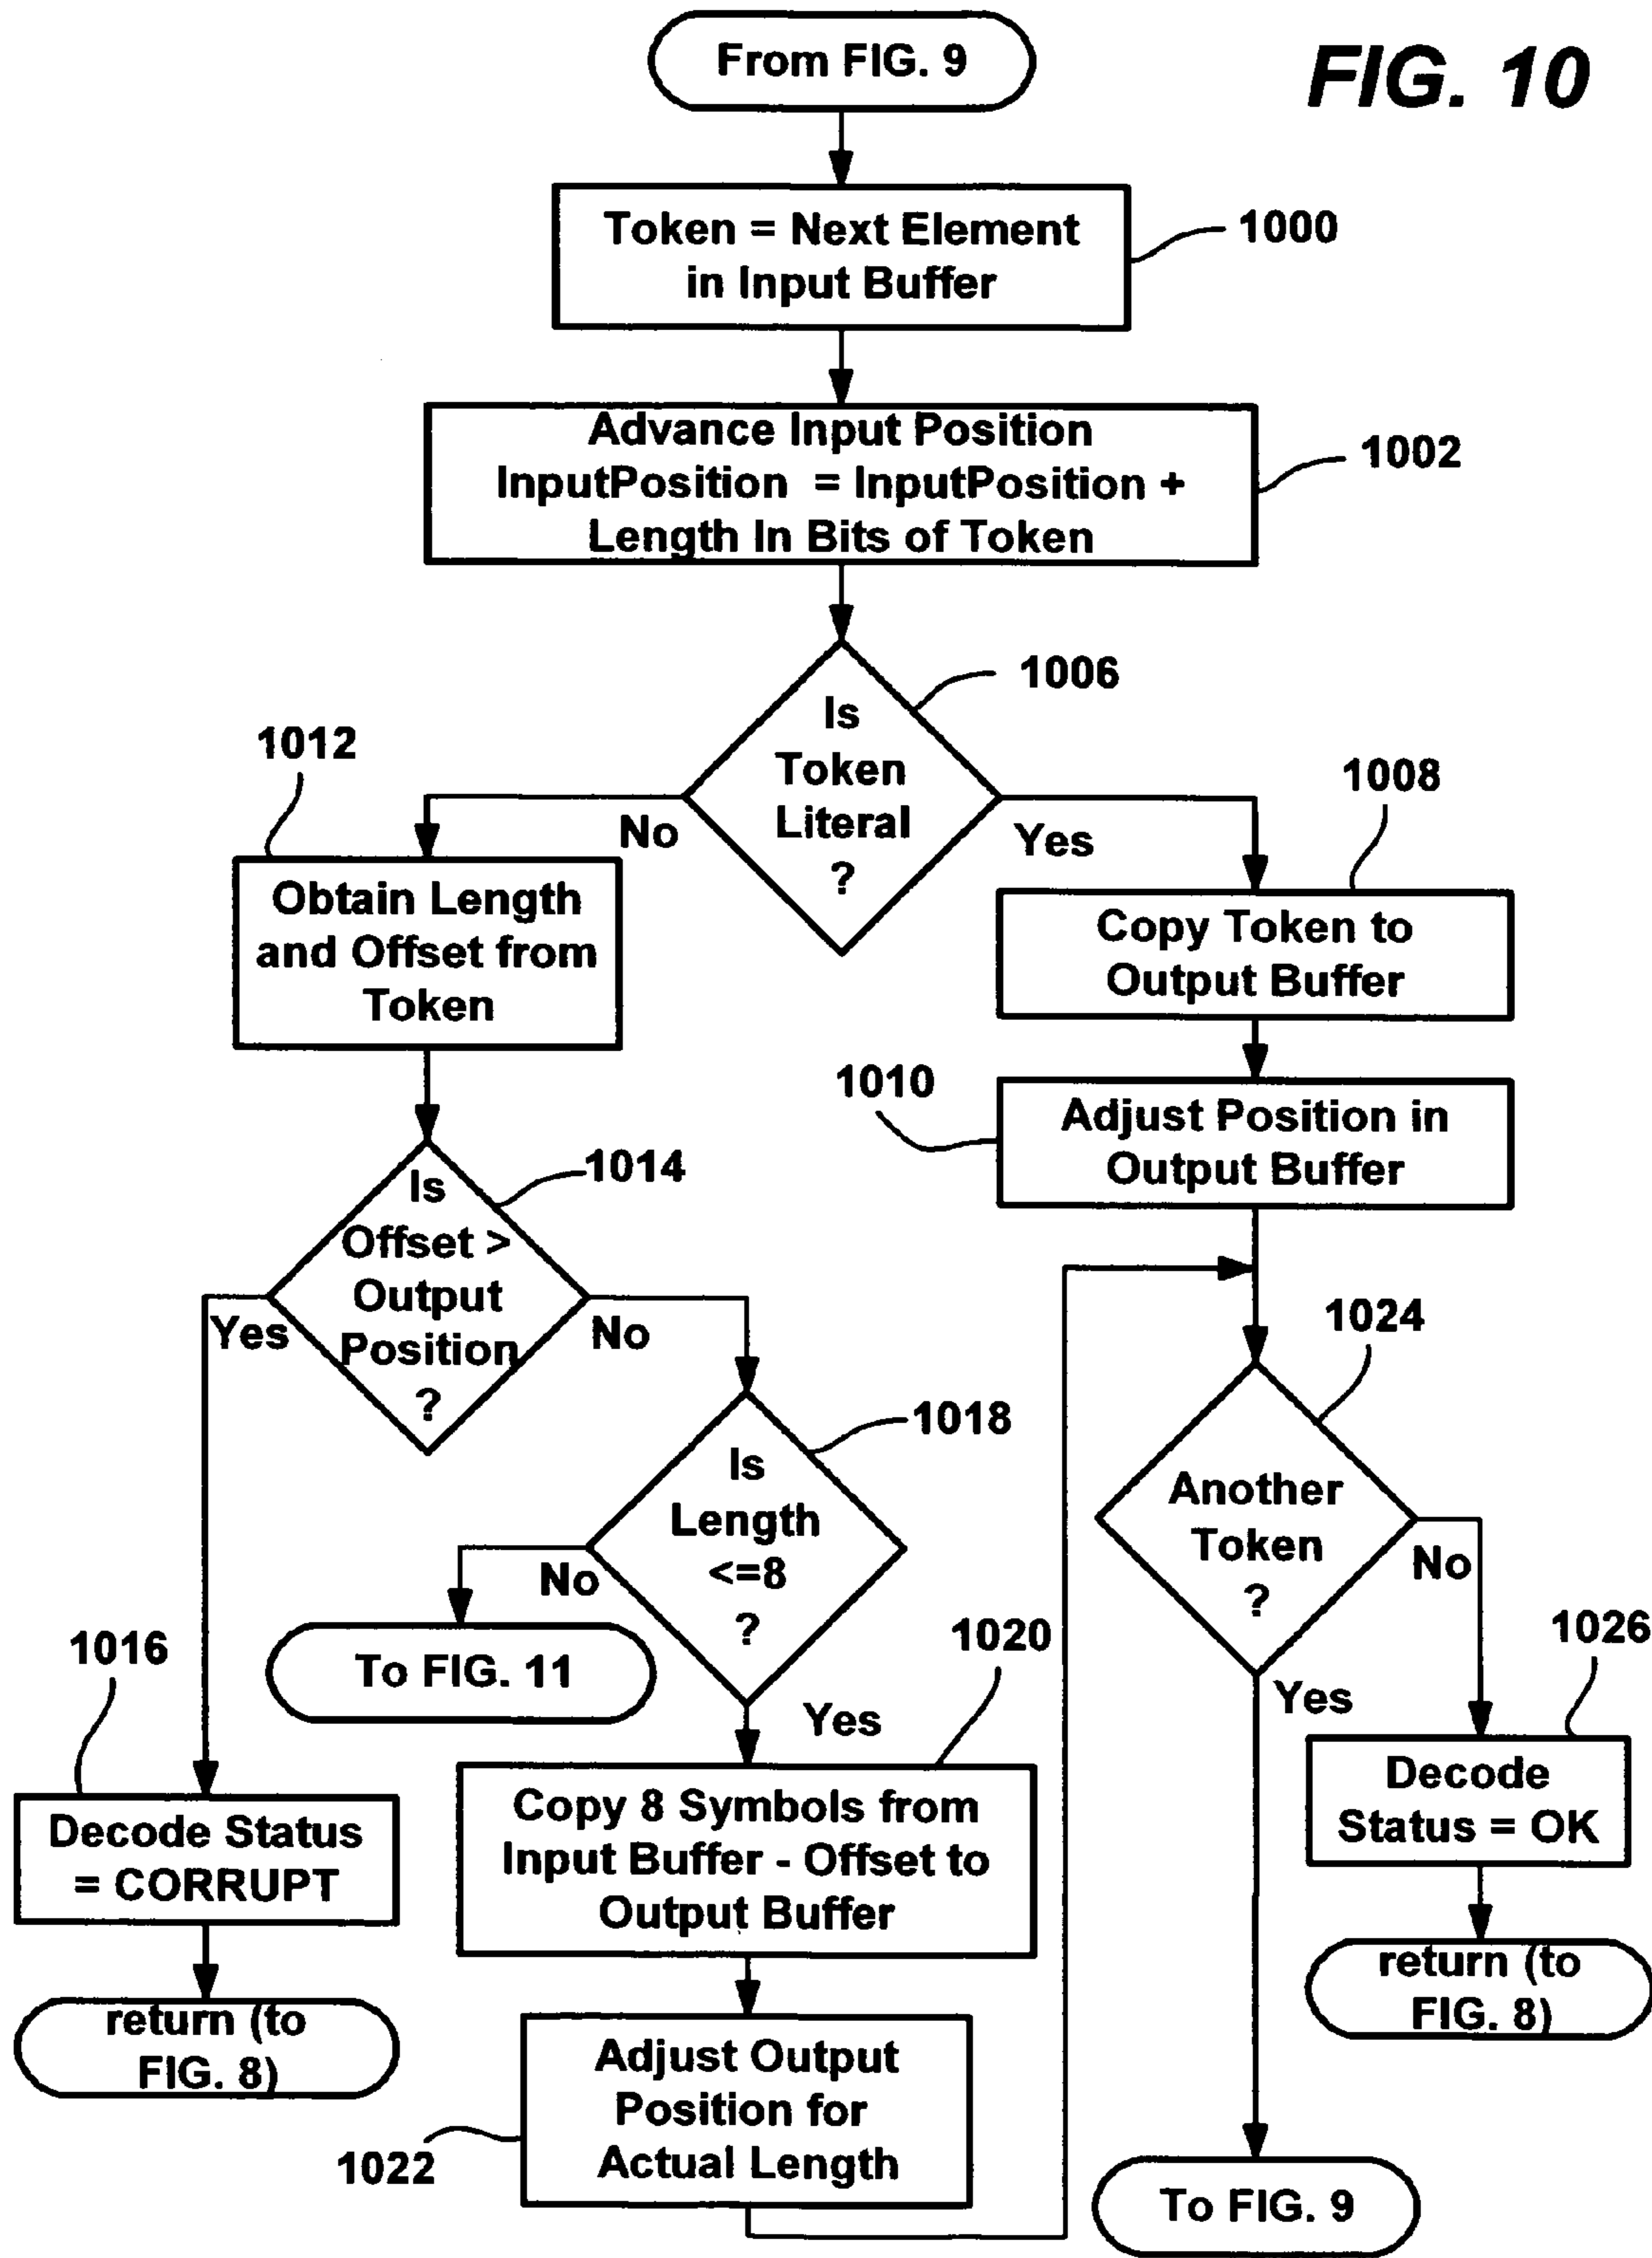 From FIG. 9
FIG. 10
Token = Next Element
in Input Buffer
1000
Advance Input Position
InputPosition = InputPosition +
Length In Bits of Token
1002
Is
Token
Literal
?
1006
No
Yes
1012
Obtain Length
and Offset from
Token
1008
Copy Token to
Output Buffer
1010
Adjust Position in
Output Buffer
Is
Offset >
Output
Position
?
1014
Yes
No
Is
Length
<=8
?
1018
No
Yes
To FIG. 11
1024
Another
Token
?
No
Yes
1016
Decode Status
= CORRUPT
return (to
FIG. 8)
1020
Copy 8 Symbols from
Input Buffer - Offset to
Output Buffer
1022
Adjust Output
Position for
Actual Length
1026
Decode
Status = OK
return (to
FIG. 8)
To FIG. 9